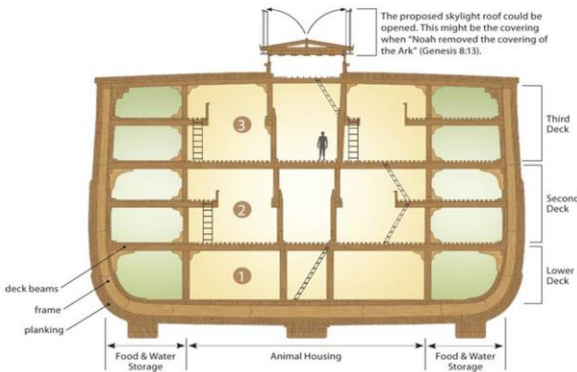 The proposed skylight roof could be
opened. This might be the covering
when “Noah removed the covering of
the Ark” (Genesis 8:13).
3
Third
Deck
2
Second
Deck
1
Lower
Deck
deck beams
frame
planking
Food & Water
Storage
Animal Housing
Food & Water
Storage